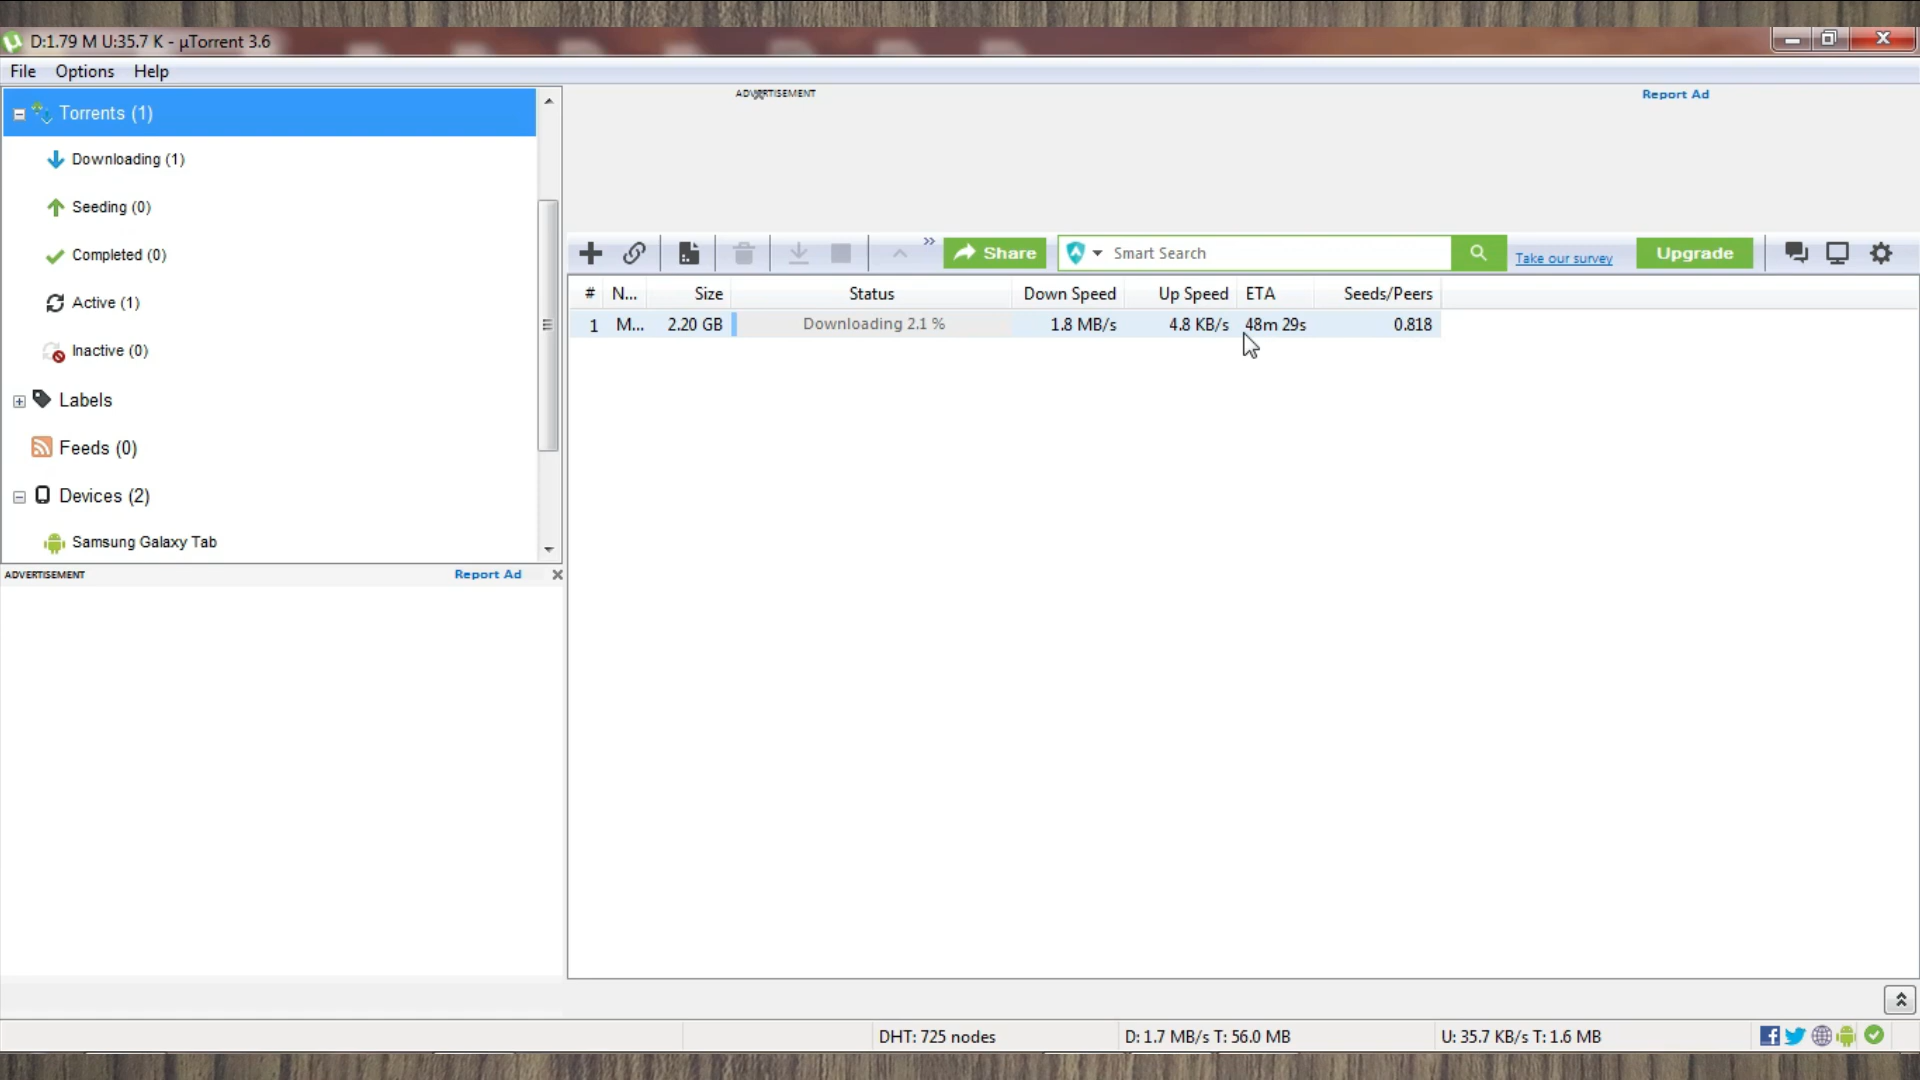 D:1.79 M U:35.7 K - µTorrent 3.6
File Options Help
Torrents (1)
Downloading (1)
Seeding (0)
Completed (0)
Active (1)
Inactive (0)
Labels
Feeds (0)
Devices (2)
Samsung Galaxy Tab
ADVERTISEMENT Report Ad
ADVERTISEMENT Report Ad
Share Smart Search Take our survey Upgrade
# N... Size Status Down Speed Up Speed ETA Seeds/Peers
1 M... 2.20 GB Downloading 2.1 % 1.8 MB/s 4.8 KB/s 48m 29s 0.818
DHT: 725 nodes D: 1.7 MB/s T: 56.0 MB U: 35.7 KB/s T: 1.6 MB